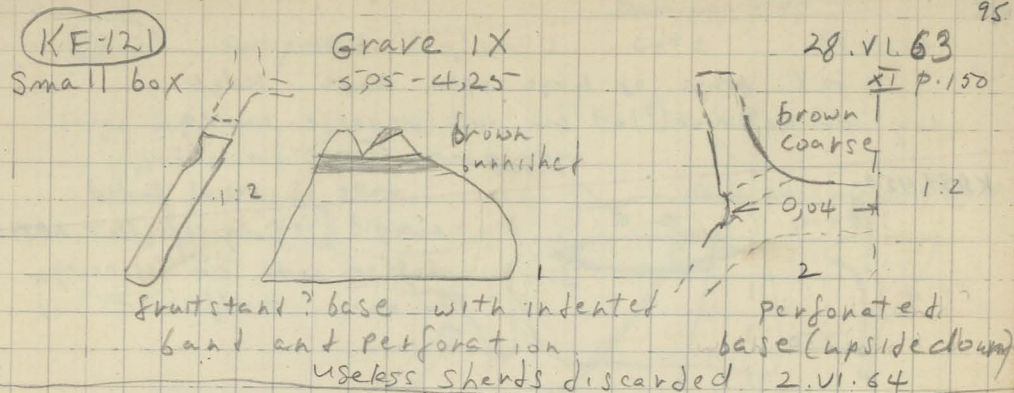 95.
KE-121 Grave IX 28.VI.63
Small box 5,05-4,25 XI p.150
brown burnished
brown coarse
1:2
1:2
0,04
1
2
fruitstand? base with indented perforated
band and perforation base (upside down)
useless sherds discarded 2.VI.64